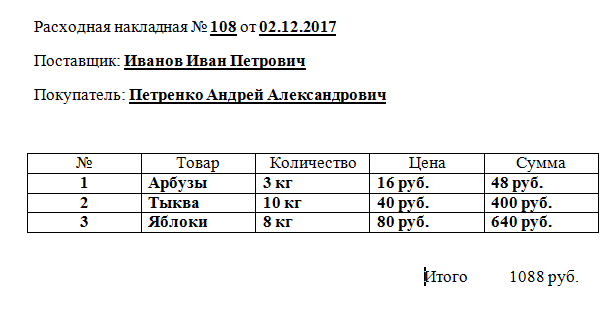 Расходная накладная № 108 от 02.12.2017
Поставщик: Иванов Иван Петрович
Покупатель: Петренко Андрей Александрович
№ Товар Количество Цена Сумма
1 Арбузы 3 кг 16 руб. 48 руб.
2 Тыква 10 кг 40 руб. 400 руб.
3 Яблоки 8 кг 80 руб. 640 руб.
Итого 1088 руб.